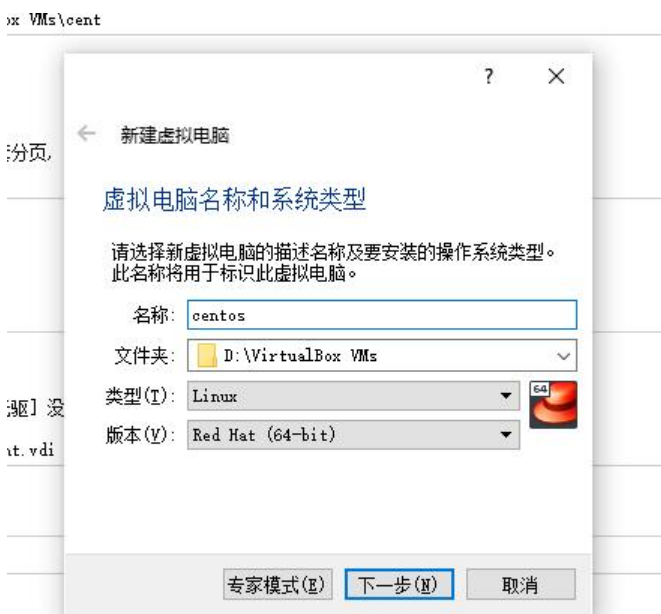 ox VMs\cent
?
新建虚拟电脑
分页,
虚拟电脑名称和系统类型
请选择新虚拟电脑的描述名称及要安装的操作系统类型。
此名称将用于标识此虚拟电脑。
名称: centos
文件夹: D:\VirtualBox VMs
类型(T): Linux
64
驱] 没
版本(V): Red Hat (64-bit)
nt.vdi
专家模式(E) 下一步(N) 取消